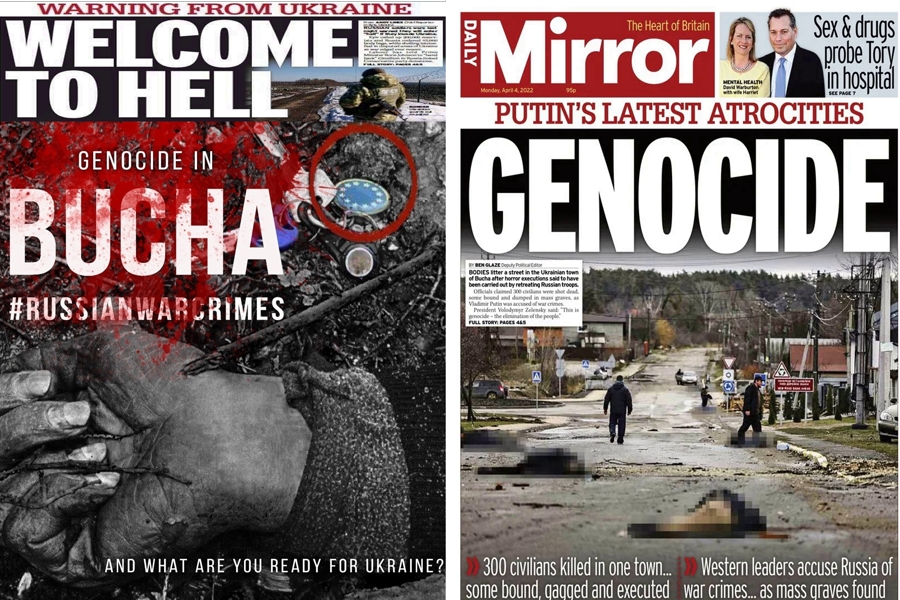 WARNING FROM UKRAINE
WELCOME
TO HELL
GENOCIDE IN
BUCHA
#RUSSIANWARCRIMES
AND WHAT ARE YOU READY FOR UKRAINE?
DAILY
Mirror
The Heart of Britain
Monday, April 4, 2022
95p
MENTAL HEALTH
David Warburton
with wife Harriet
Sex & drugs
probe Tory
in hospital
SEE PAGE 7
PUTIN'S LATEST ATROCITIES
GENOCIDE
BY BEN GLAZE Deputy Political Editor
BODIES litter a street in the Ukrainian town
of Bucha after horror executions said to have
been carried out by retreating Russian troops.
Officials claimed 300 civilians were shot dead,
some bound and dumped in mass graves, as
Vladimir Putin was accused of war crimes.
President Volodymyr Zelensky said: "This is
genocide – the elimination of the people."
FULL STORY: PAGES 4&5
300 civilians killed in one town...
some bound, gagged and executed
Western leaders accuse Russia of
war crimes... as mass graves found